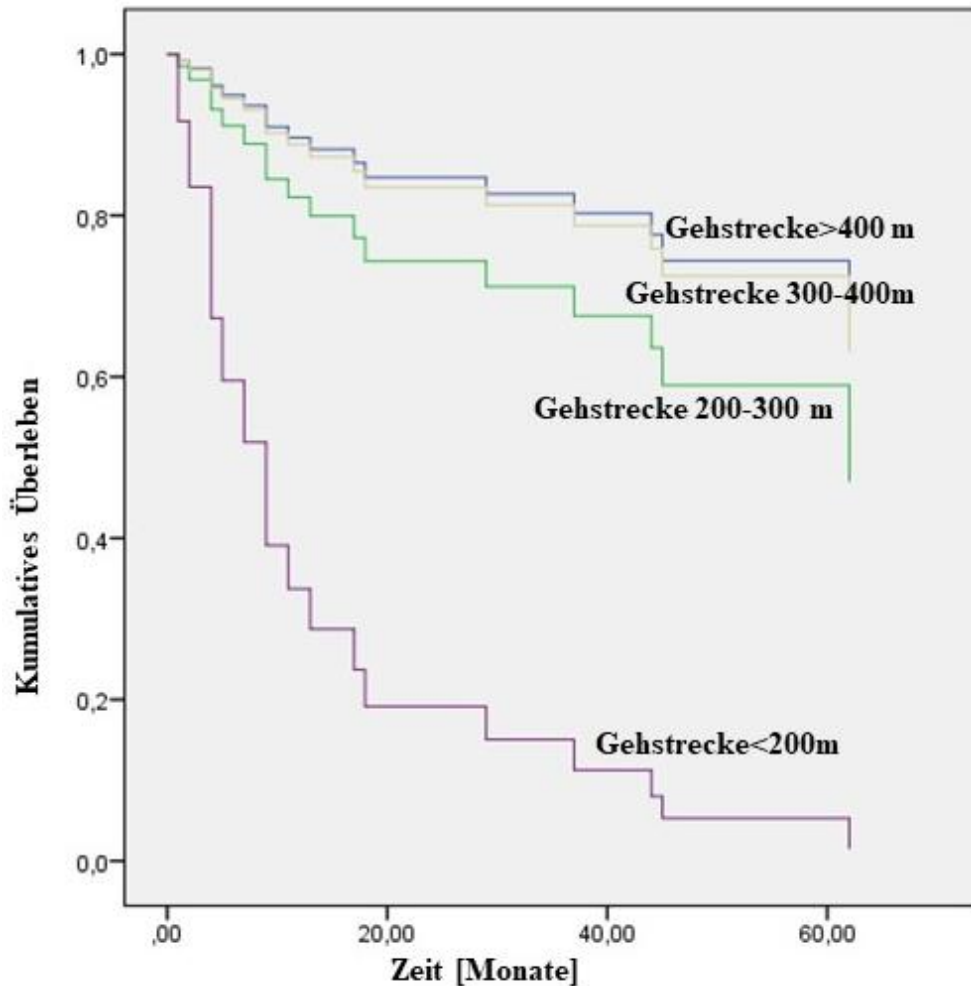 1,0
0,8
0,6
0,4
0,2
0,0
Kumulatives Überleben
Gehstrecke>400 m
Gehstrecke 300-400m
Gehstrecke 200-300 m
Gehstrecke<200m
,00 20,00 40,00 60,00
Zeit [Monate]